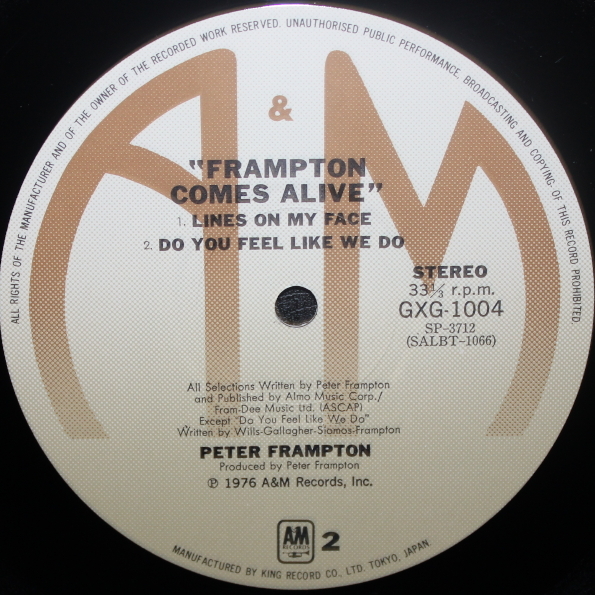 ALL RIGHTS OF THE MANUFACTURER AND OF THE OWNER OF THE RECORDED WORK RESERVED. UNAUTHORISED PUBLIC PERFORMANCE, BROADCASTING AND COPYING OF THIS RECORD PROHIBITED.
A & M
"FRAMPTON
COMES ALIVE"
1. LINES ON MY FACE
2. DO YOU FEEL LIKE WE DO
STEREO
33⅓ r.p.m.
GXG-1004
SP-3712
(SALBT-1066)
All Selections Written by Peter Frampton
and Published by Almo Music Corp./
Fram-Dee Music Ltd. (ASCAP)
Except "Do You Feel Like We Do"
Written by Wills-Gallagher-Siomos-Frampton
PETER FRAMPTON
Produced by Peter Frampton
℗ 1976 A&M Records, Inc.
A&M
RECORDS
2
MANUFACTURED BY KING RECORD CO., LTD. TOKYO, JAPAN.